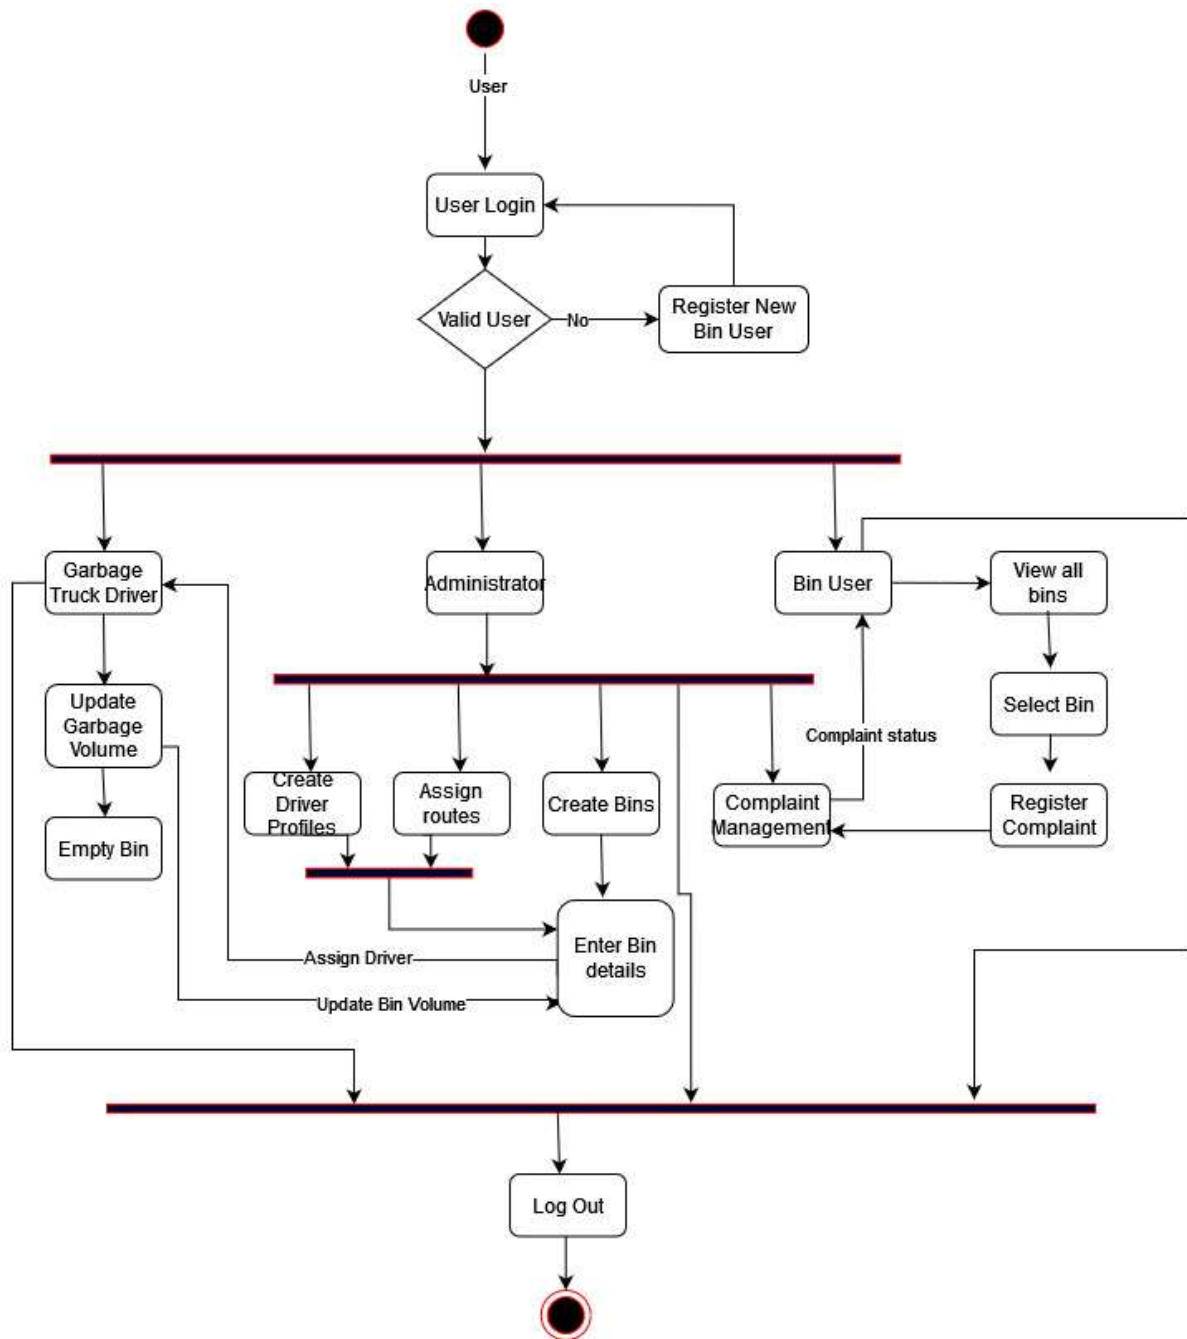 User
User Login
Valid User
No
Register New
Bin User
Garbage
Truck Driver
Administrator
Bin User
View all
bins
Update
Garbage
Volume
Select Bin
Complaint status
Create
Driver
Profiles
Assign
routes
Create Bins
Complaint
Management
Register
Complaint
Empty Bin
Enter Bin
details
Assign Driver
Update Bin Volume
Log Out